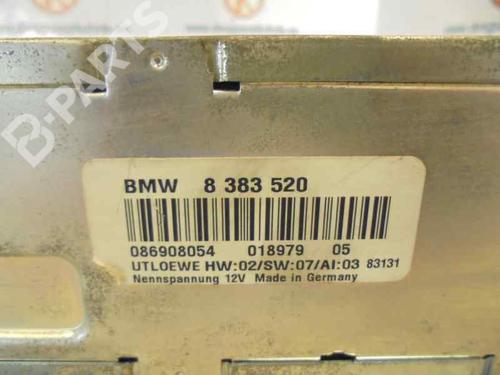 B-PARTS
BMW 8 383 520
086908054 018979 05
UTLOEWE HW:02/SW:07/AI:03 83131
Nennspannung 12V Made in Germany